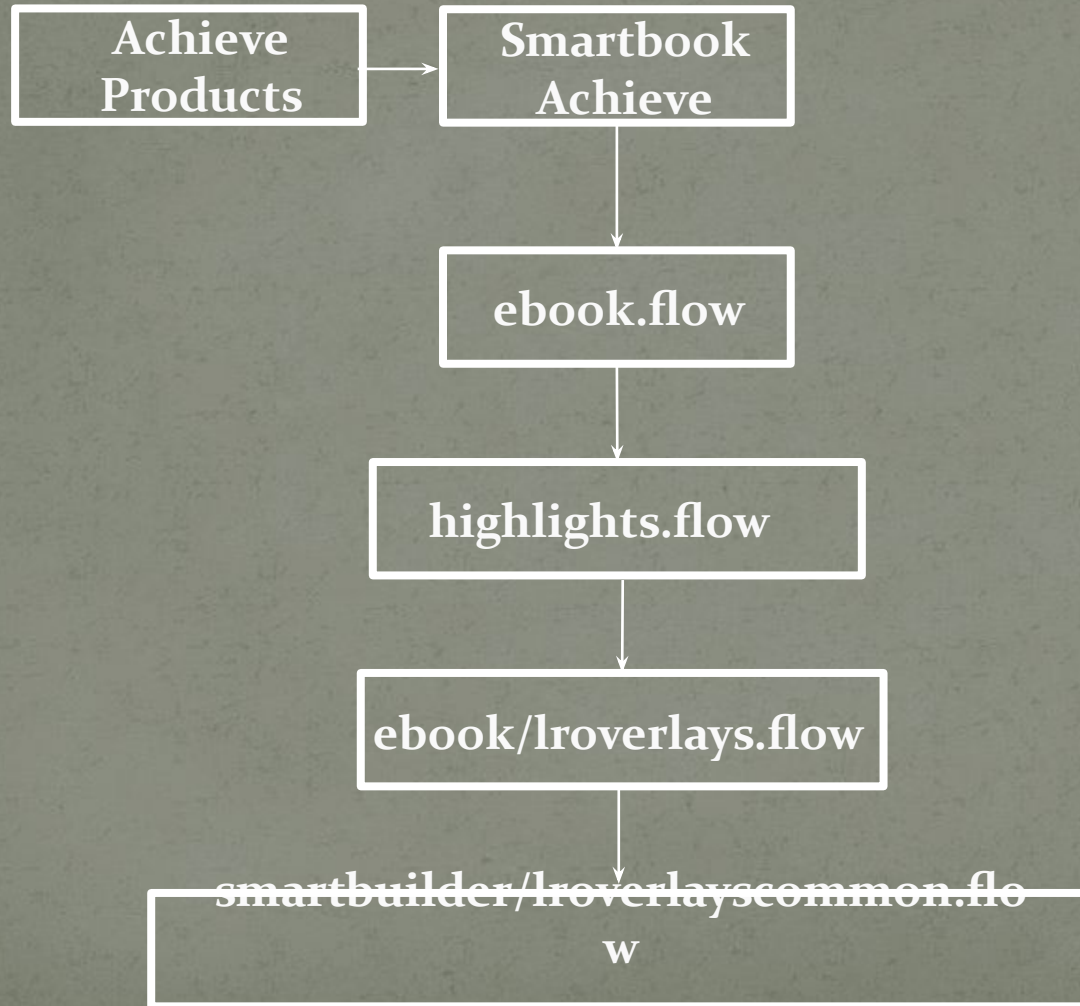 Achieve
Products
Smartbook
Achieve
ebook.flow
highlights.flow
ebook/lroverlays.flow
smartbuilder/lroverlayscommon.flo
w